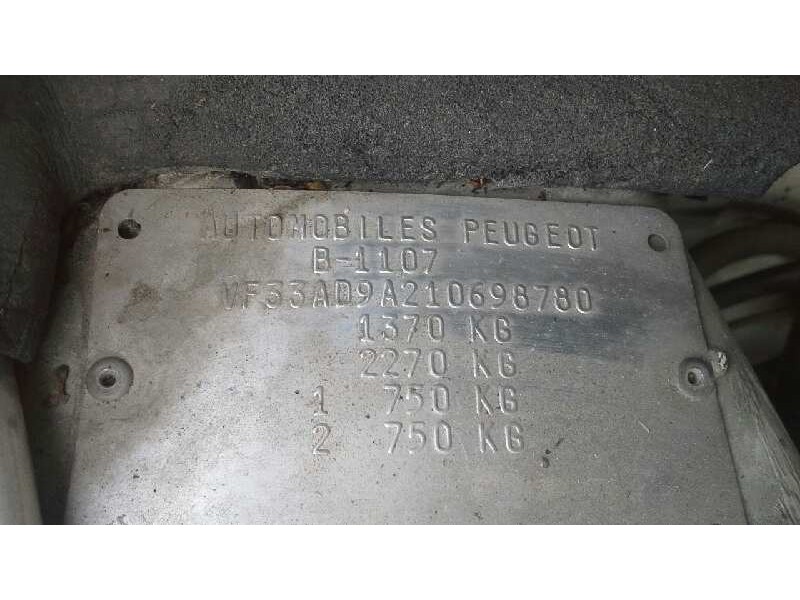 AUTOMOBILES PEUGEOT
B-1107
VF33AD9A210698780
1370 KG
2270 KG
1 750 KG
2 750 KG